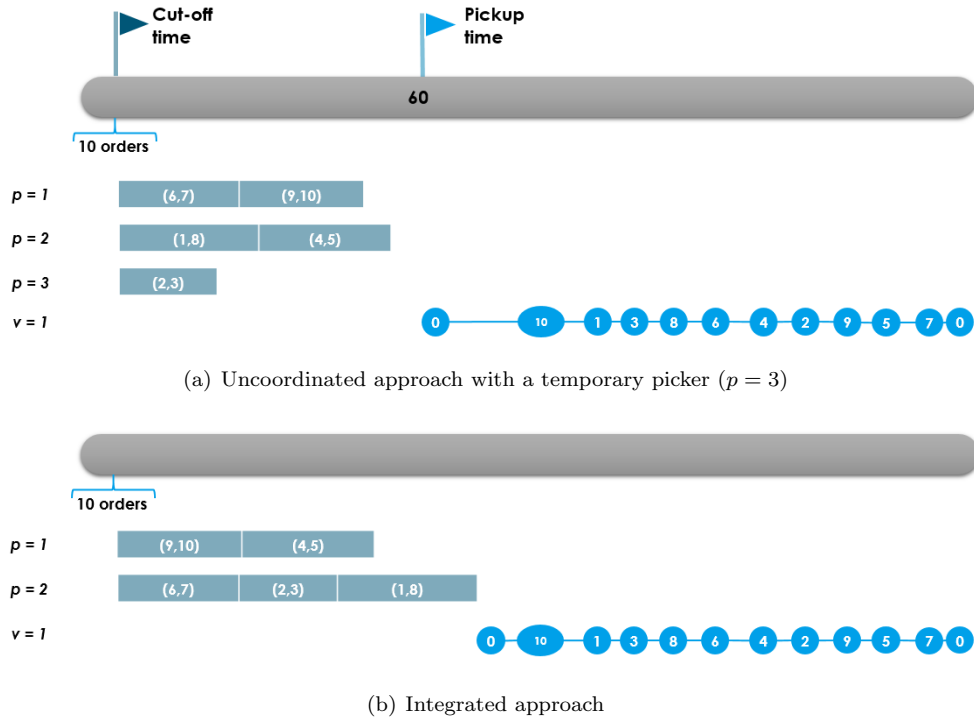 Cut-off time
Pickup time
60
10 orders
p = 1 (6,7) (9,10)
p = 2 (1,8) (4,5)
p = 3 (2,3)
v = 1 0 10 1 3 8 6 4 2 9 5 7 0
(a) Uncoordinated approach with a temporary picker (p = 3)
10 orders
p = 1 (9,10) (4,5)
p = 2 (6,7) (2,3) (1,8)
v = 1 0 10 1 3 8 6 4 2 9 5 7 0
(b) Integrated approach